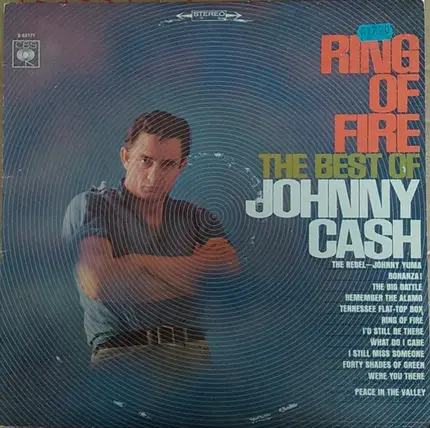 STEREO
S 62171
CBS
RING
OF
FIRE
THE BEST OF
JOHNNY
CASH
THE REBEL—JOHNNY YUMA
BONANZA!
THE BIG BATTLE
REMEMBER THE ALAMO
TENNESSEE FLAT-TOP BOX
RING OF FIRE
I'D STILL BE THERE
WHAT DO I CARE
I STILL MISS SOMEONE
FORTY SHADES OF GREEN
WERE YOU THERE
PEACE IN THE VALLEY